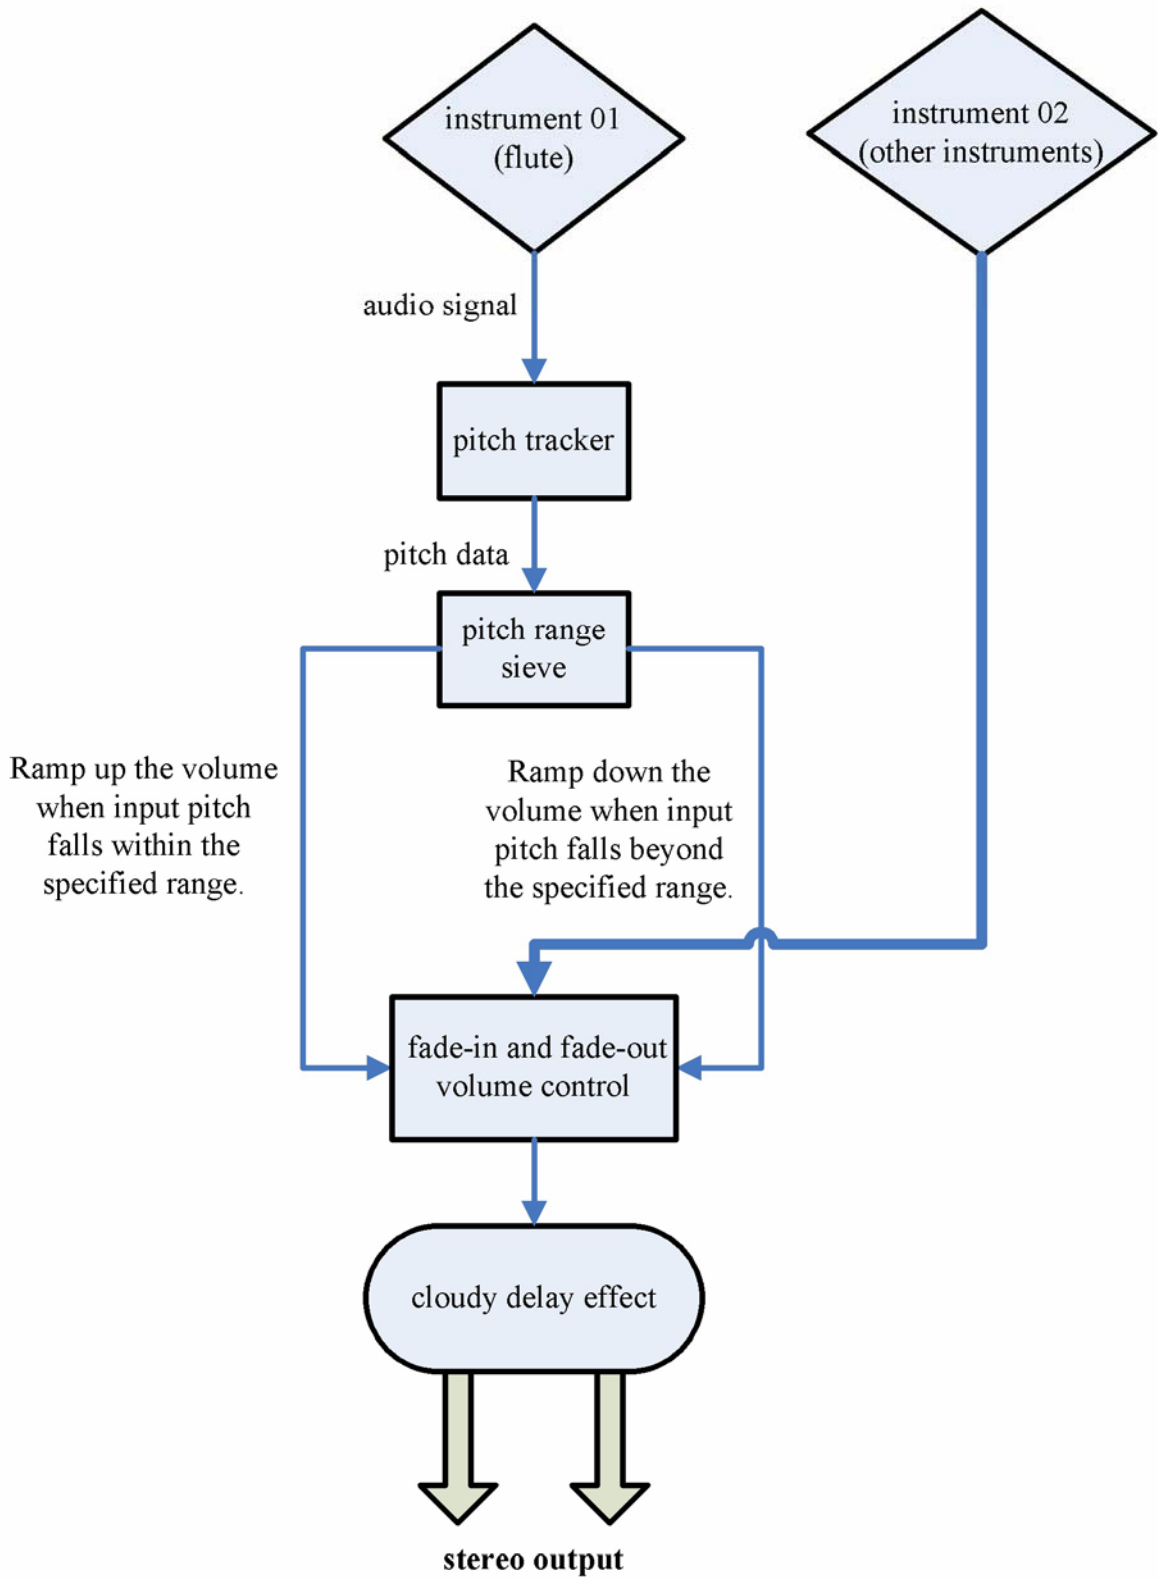 instrument 01
(flute)
instrument 02
(other instruments)
audio signal
pitch tracker
pitch data
pitch range
sieve
Ramp up the volume
when input pitch
falls within the
specified range.
Ramp down the
volume when input
pitch falls beyond
the specified range.
fade-in and fade-out
volume control
cloudy delay effect
stereo output